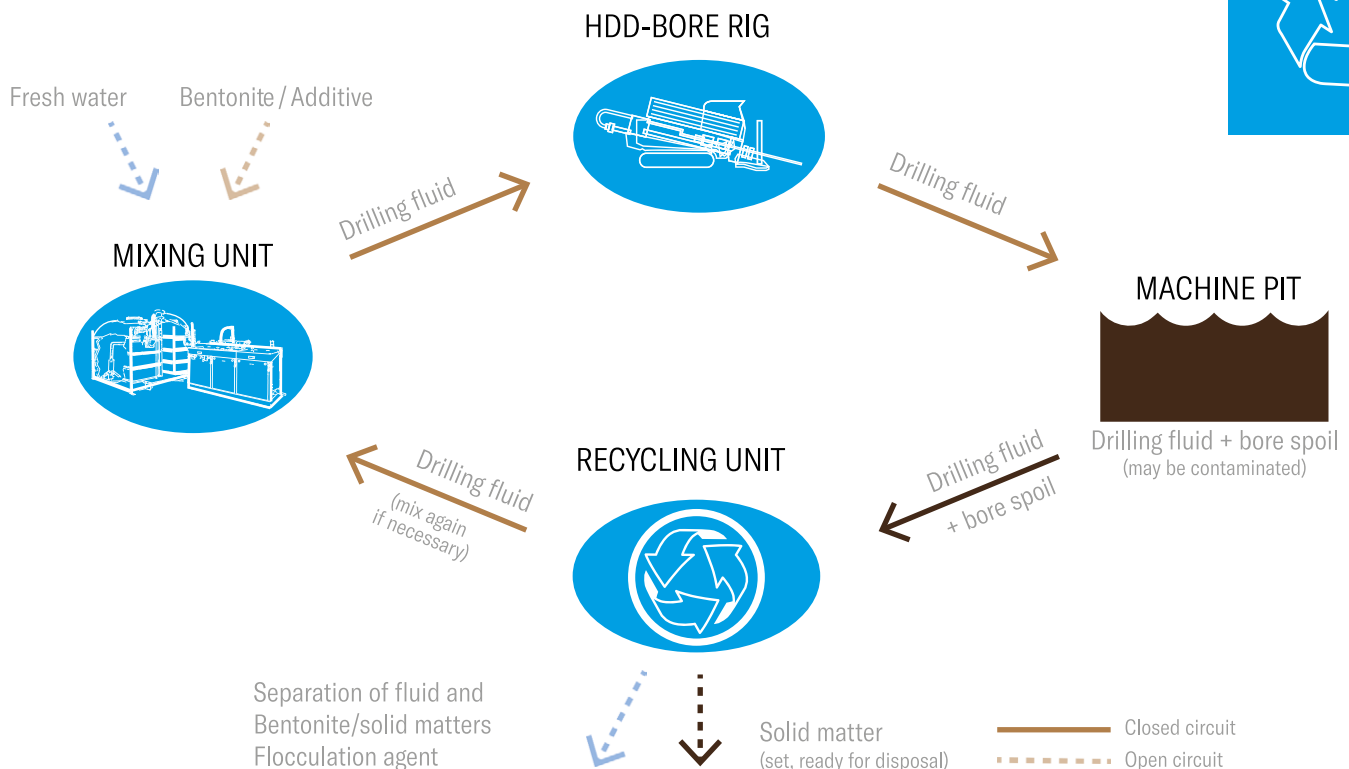 HDD-BORE RIG
Fresh water
Bentonite / Additive
Drilling fluid
Drilling fluid
MIXING UNIT
MACHINE PIT
Drilling fluid + bore spoil
(may be contaminated)
Drilling fluid
+ bore spoil
RECYCLING UNIT
Drilling fluid
(mix again
if necessary)
Separation of fluid and
Bentonite/solid matters
Flocculation agent
Solid matter
(set, ready for disposal)
Closed circuit
Open circuit